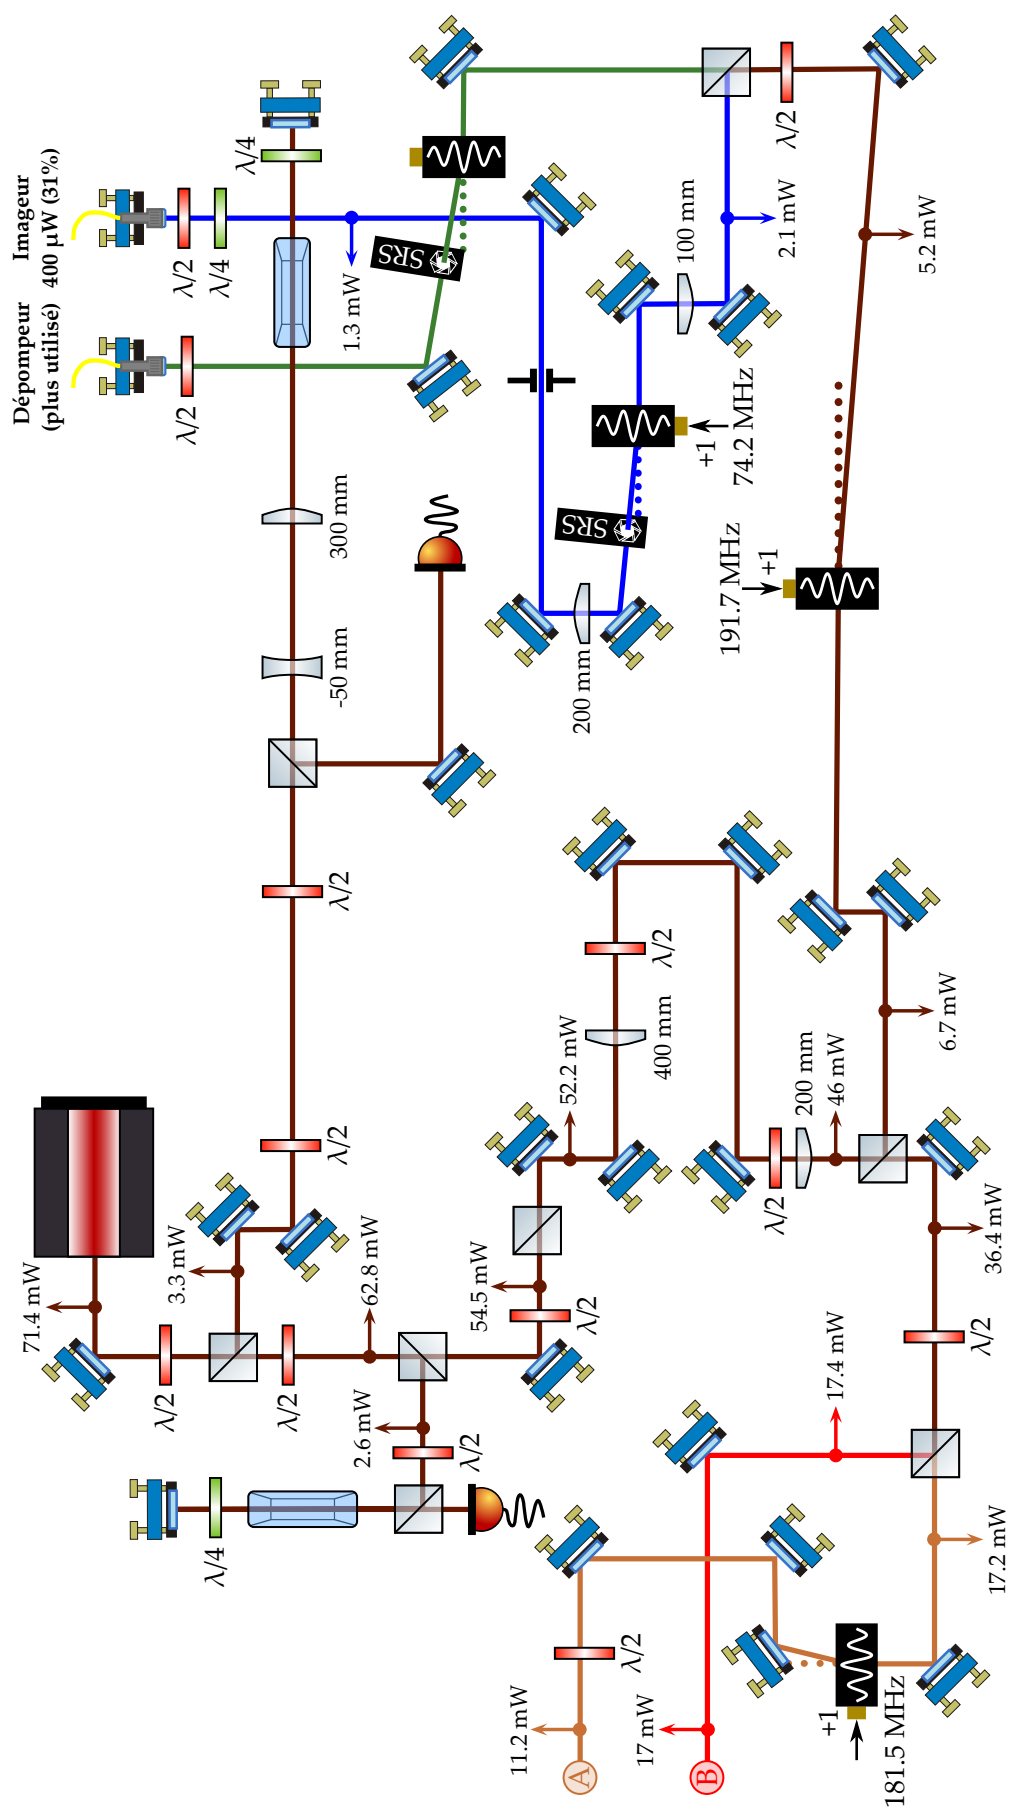 Dépompeur
(plus utilisé)
Imageur
400 µW (31%)
λ/2
λ/2
λ/4
λ/4
1.3 mW
SRS
300 mm
-50 mm
λ/2
λ/2
100 mm
2.1 mW
λ/2
5.2 mW
+1
74.2 MHz
SRS
200 mm
191.7 MHz
+1
71.4 mW
3.3 mW
λ/2
λ/2
62.8 mW
2.6 mW
λ/2
λ/4
54.5 mW
λ/2
52.2 mW
400 mm
λ/2
λ/2
200 mm
46 mW
6.7 mW
36.4 mW
λ/2
17.4 mW
17.2 mW
λ/2
11.2 mW
A
17 mW
B
+1
181.5 MHz